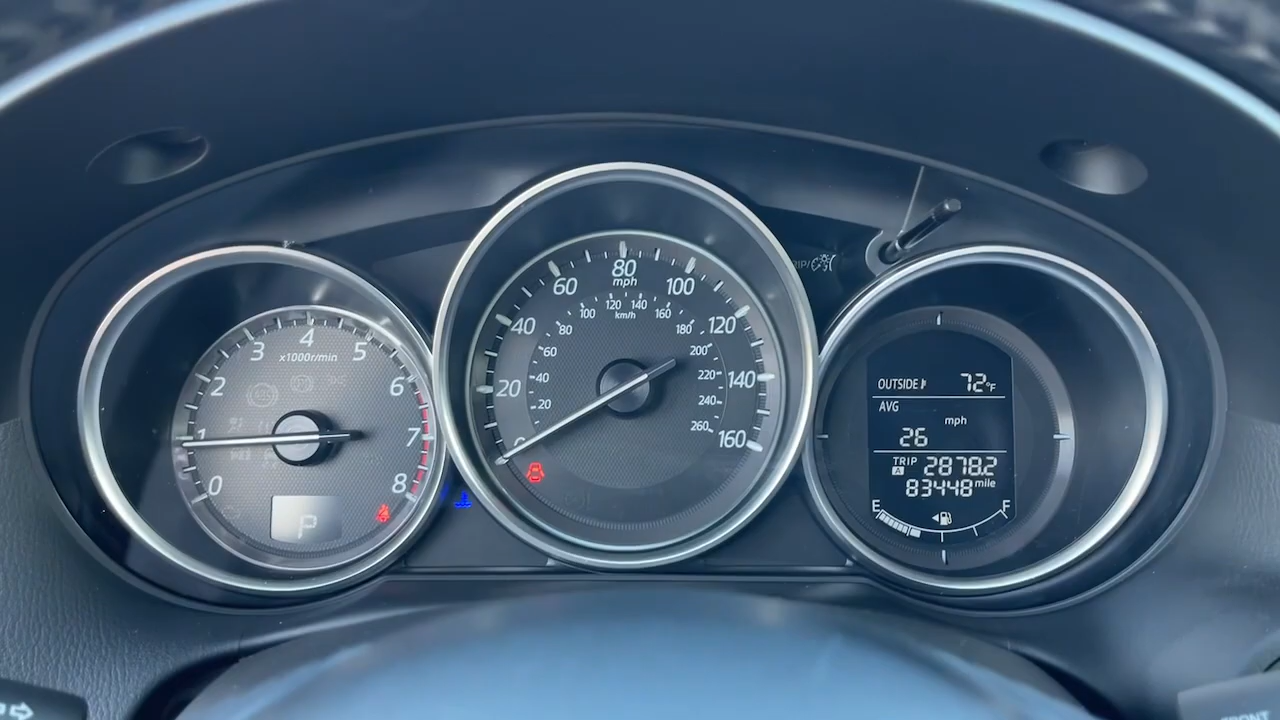 0
1
2
3
4
5
6
7
8
x1000r/min
P
0
20
40
60
80
100
120
140
160
mph
20
40
60
80
100
120
140
160
180
200
220
240
260
km/h
OUTSIDE 72°F
AVG
mph
26
TRIP A 2878.2
83448 mile
E F
FRONT